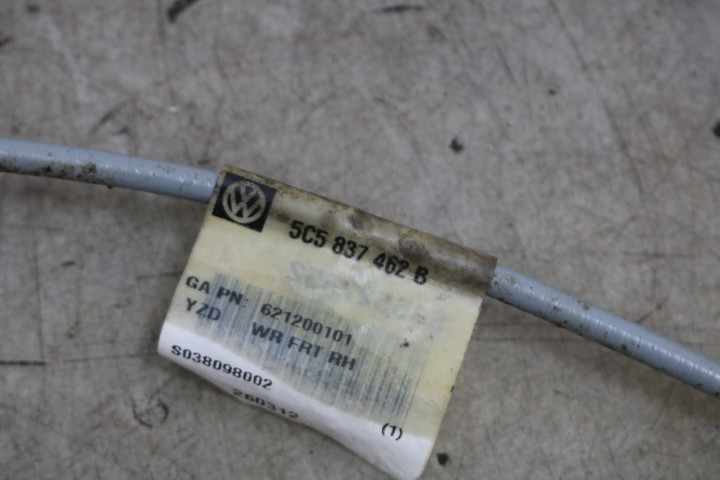 5C5 837 462 B
GA PN: 621200101
YZD WR FRT RH
S038098002
260312
(1)